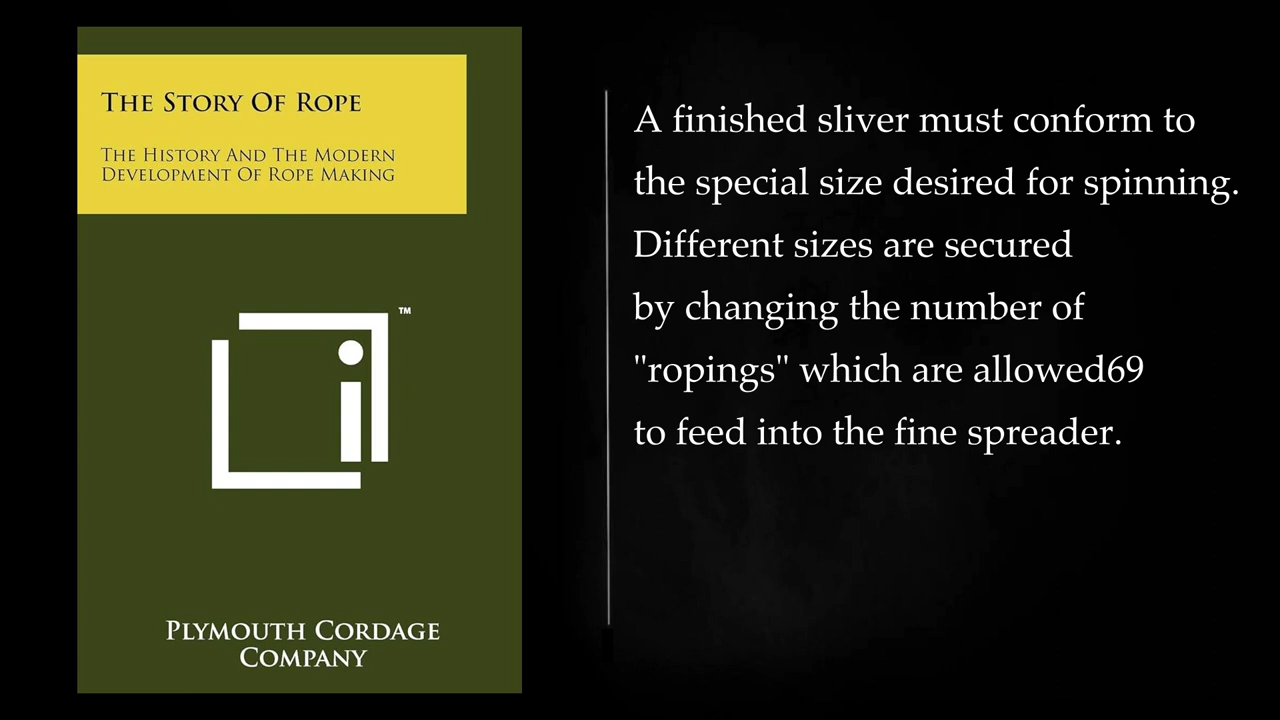 THE STORY OF ROPE
THE HISTORY AND THE MODERN
DEVELOPMENT OF ROPE MAKING
i
TM
PLYMOUTH CORDAGE
COMPANY
A finished sliver must conform to
the special size desired for spinning.
Different sizes are secured
by changing the number of
"ropings" which are allowed69
to feed into the fine spreader.